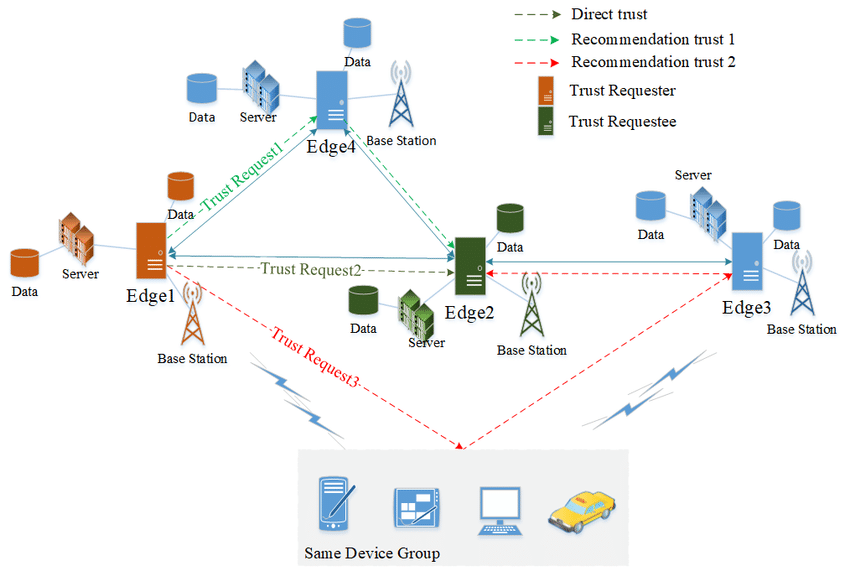 Direct trust
Recommendation trust 1
Recommendation trust 2
Trust Requester
Trust Requestee
Data
Data
Server
Base Station
Edge4
Trust Request1
Data
Server
Data
Edge1
Base Station
Trust Request2
Data
Data
Server
Edge2
Base Station
Server
Data
Data
Edge3
Base Station
Trust Request3
Same Device Group